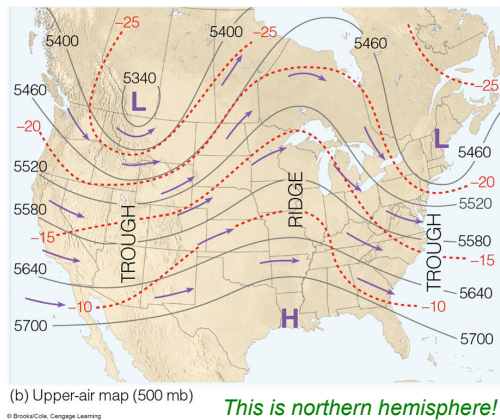 -25
5400
5400
-25
5460
5340
L
5460
-25
-20
L
5460
5520
-20
5520
5580
TROUGH
RIDGE
TROUGH
5580
-15
-15
5640
5640
-10
-10
5700
H
5700
(b) Upper-air map (500 mb)
© Brooks/Cole, Cengage Learning
This is northern hemisphere!